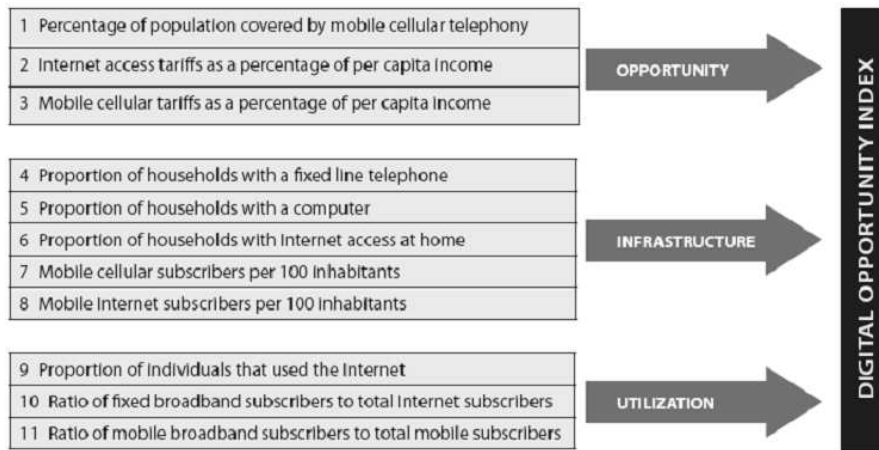 1 Percentage of population covered by mobile cellular telephony
2 Internet access tariffs as a percentage of per capita income
3 Mobile cellular tariffs as a percentage of per capita income
OPPORTUNITY
4 Proportion of households with a fixed line telephone
5 Proportion of households with a computer
6 Proportion of households with Internet access at home
7 Mobile cellular subscribers per 100 inhabitants
8 Mobile Internet subscribers per 100 inhabitants
INFRASTRUCTURE
9 Proportion of individuals that used the Internet
10 Ratio of fixed broadband subscribers to total Internet subscribers
11 Ratio of mobile broadband subscribers to total mobile subscribers
UTILIZATION
DIGITAL OPPORTUNITY INDEX